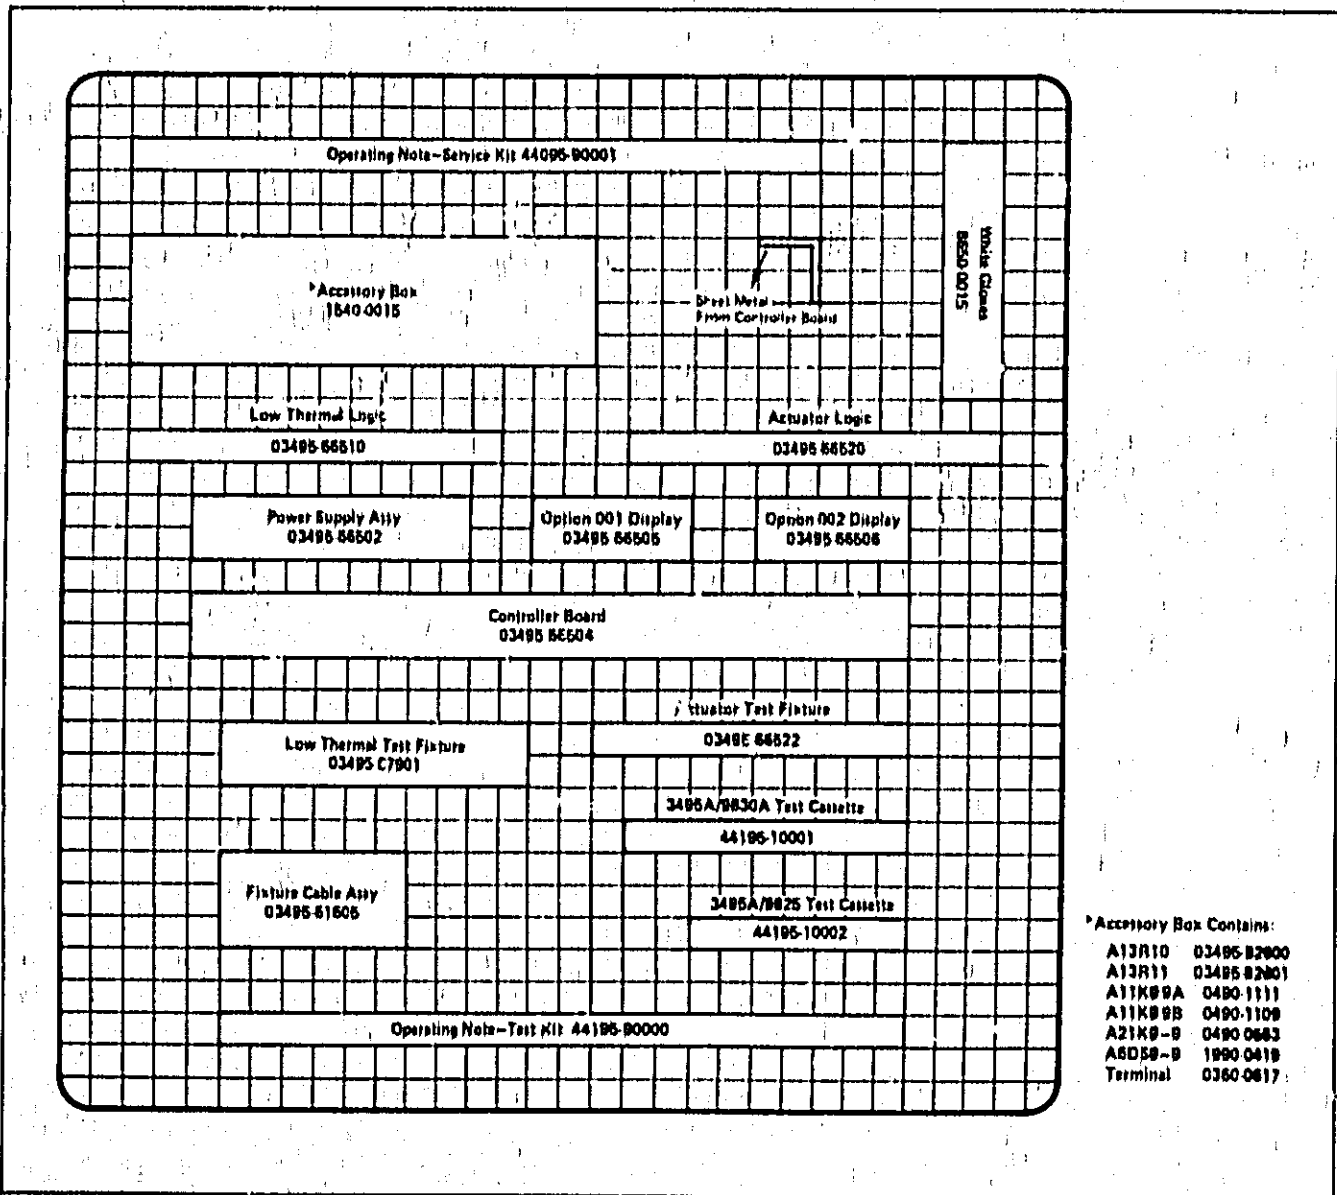 Operating Note-Service Kit 44095-90001
White Gloves
8650-0015
*Accessory Box
1540-0015
Sheet Metal
From Controller Board
Low Thermal Logic
03495-66510
Actuator Logic
03495-66520
Power Supply Assy
03495-66502
Option 001 Display
03495-66505
Option 002 Display
03495-66506
Controller Board
03495-66504
Low Thermal Test Fixture
03495-67901
Actuator Test Fixture
03495-66522
3495A/9830A Test Cassette
44195-10001
Fixture Cable Assy
03495-61605
3495A/9825 Test Cassette
44195-10002
Operating Note-Test Kit 44195-90000
*Accessory Box Contains:
A13R10 03495-82600
A13R11 03495-82601
A11K99A 0490-1111
A11K99B 0490-1109
A21K9-9 0490-0663
A6DS9-9 1990-0419
Terminal 0360-0617